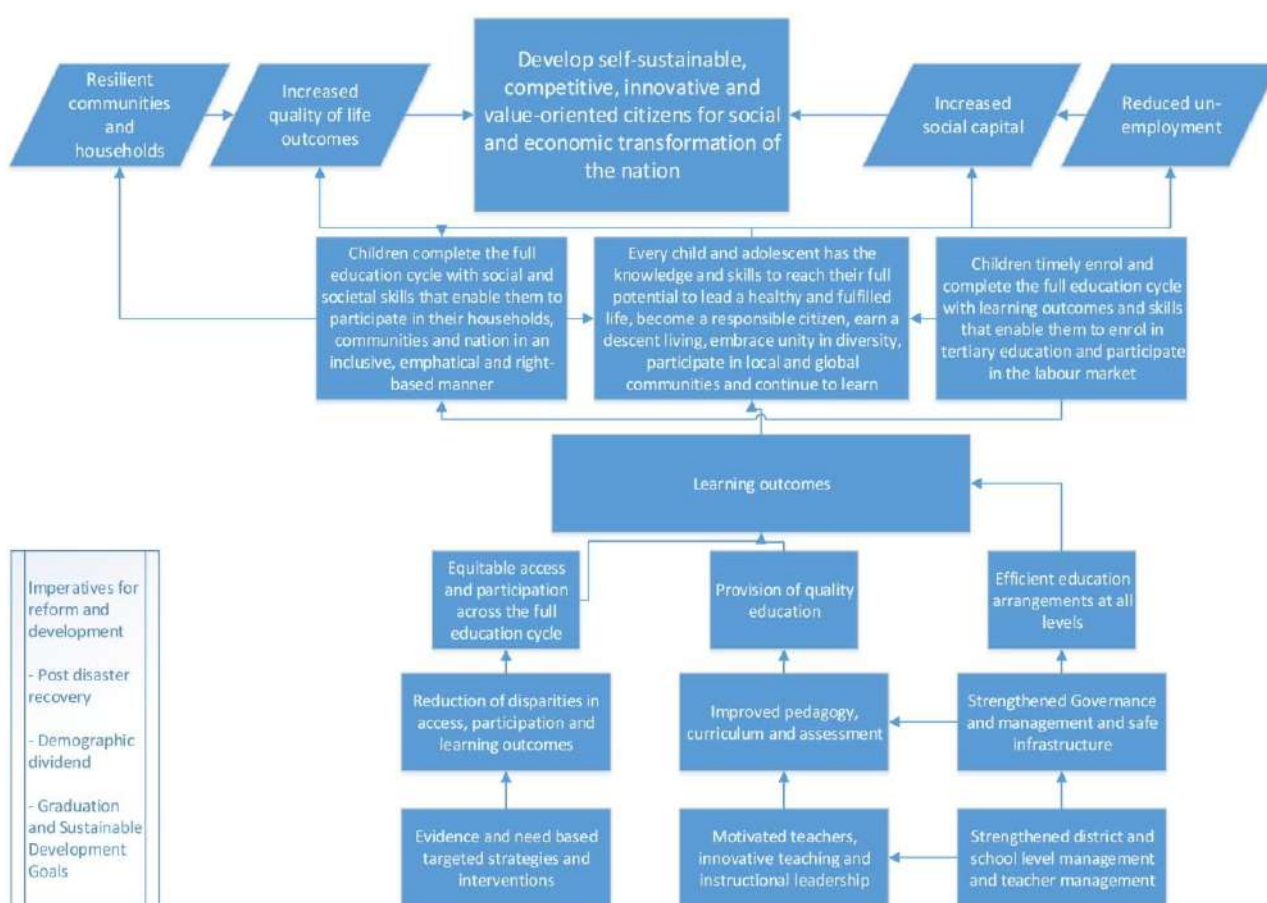 Resilient
communities
and
households
Increased
quality of life
outcomes
Develop self-sustainable,
competitive, innovative and
value-oriented citizens for social
and economic transformation of
the nation
Increased
social capital
Reduced un-
employment
Children complete the full
education cycle with social and
societal skills that enable them to
participate in their households,
communities and nation in an
inclusive, emphatical and right-
based manner
Every child and adolescent has the
knowledge and skills to reach their full
potential to lead a healthy and fulfilled
life, become a responsible citizen, earn a
descent living, embrace unity in diversity,
participate in local and global
communities and continue to learn
Children timely enrol and
complete the full education cycle
with learning outcomes and skills
that enable them to enrol in
tertiary education and participate
in the labour market
Learning outcomes
Imperatives for
reform and
development
- Post disaster
recovery
- Demographic
dividend
- Graduation
and Sustainable
Development
Goals
Equitable access
and participation
across the full
education cycle
Provision of quality
education
Efficient education
arrangements at all
levels
Reduction of disparities in
access, participation and
learning outcomes
Improved pedagogy,
curriculum and assessment
Strengthened Governance
and management and safe
infrastructure
Evidence and need based
targeted strategies and
interventions
Motivated teachers,
innovative teaching and
instructional leadership
Strengthened district and
school level management
and teacher management